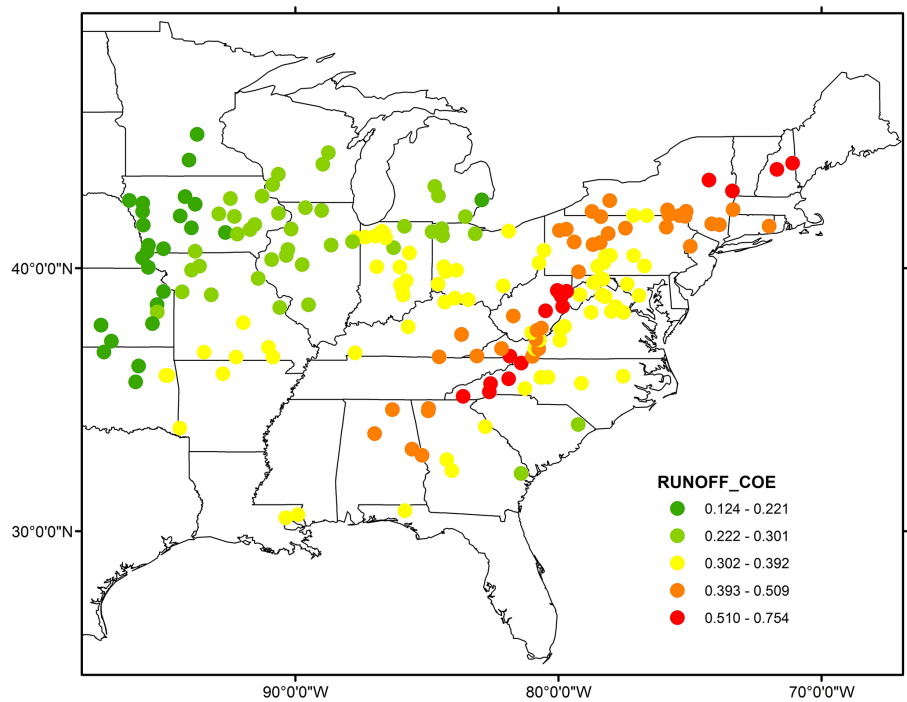 40°0'0"N
RUNOFF_COE
0.124 - 0.221
0.222 - 0.301
30°0'0"N
0.302 - 0.392
0.393 - 0.509
0.510 - 0.754
90°0'0"W
80°0'0"W
70°0'0"W